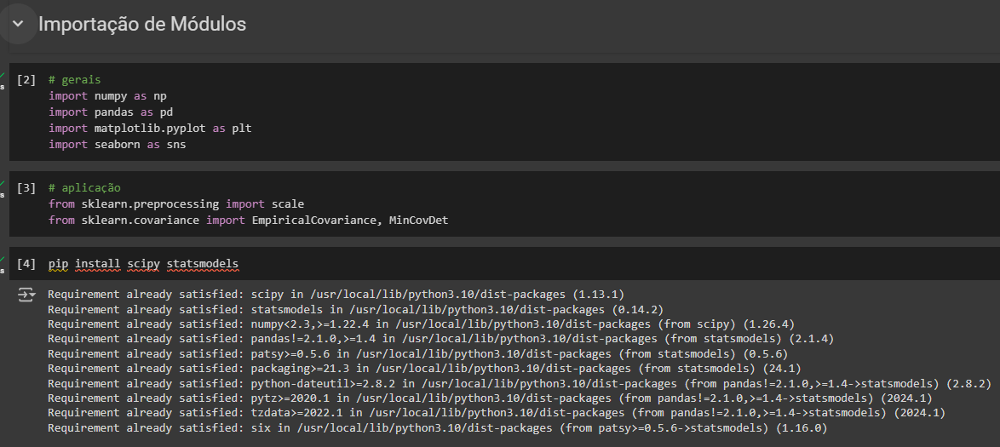 Importação de Módulos
[2] # gerais
import numpy as np
import pandas as pd
import matplotlib.pyplot as plt
import seaborn as sns
s
[3] # aplicação
from sklearn.preprocessing import scale
s
from sklearn.covariance import EmpiricalCovariance, MinCovDet
[4] pip install scipy statsmodels
s
Requirement already satisfied: scipy in /usr/local/lib/python3.10/dist-packages (1.13.1)
Requirement already satisfied: statsmodels in /usr/local/lib/python3.10/dist-packages (0.14.2)
Requirement already satisfied: numpy<2.3,>=1.22.4 in /usr/local/lib/python3.10/dist-packages (from scipy) (1.26.4)
Requirement already satisfied: pandas!=2.1.0,>=1.4 in /usr/local/lib/python3.10/dist-packages (from statsmodels) (2.1.4)
Requirement already satisfied: patsy>=0.5.6 in /usr/local/lib/python3.10/dist-packages (from statsmodels) (0.5.6)
Requirement already satisfied: packaging>=21.3 in /usr/local/lib/python3.10/dist-packages (from statsmodels) (24.1)
Requirement already satisfied: python-dateutil>=2.8.2 in /usr/local/lib/python3.10/dist-packages (from pandas!=2.1.0,>=1.4->statsmodels) (2.8.2)
Requirement already satisfied: pytz>=2020.1 in /usr/local/lib/python3.10/dist-packages (from pandas!=2.1.0,>=1.4->statsmodels) (2024.1)
Requirement already satisfied: tzdata>=2022.1 in /usr/local/lib/python3.10/dist-packages (from pandas!=2.1.0,>=1.4->statsmodels) (2024.1)
Requirement already satisfied: six in /usr/local/lib/python3.10/dist-packages (from patsy>=0.5.6->statsmodels) (1.16.0)